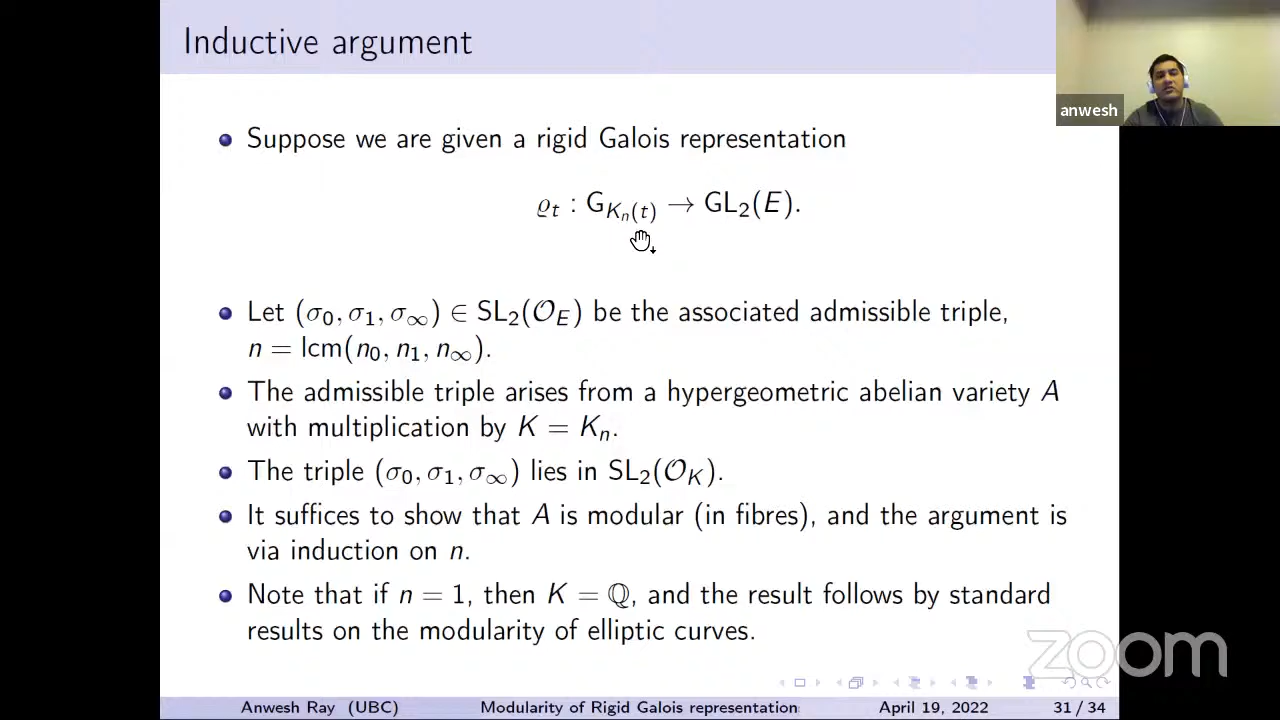 Inductive argument
anwesh
Suppose we are given a rigid Galois representation
ϱ_t : G_{K_n(t)} → GL_2(E).
Let (σ_0, σ_1, σ_∞) ∈ SL_2(𝒪_E) be the associated admissible triple,
n = lcm(n_0, n_1, n_∞).
The admissible triple arises from a hypergeometric abelian variety A
with multiplication by K = K_n.
The triple (σ_0, σ_1, σ_∞) lies in SL_2(𝒪_K).
It suffices to show that A is modular (in fibres), and the argument is
via induction on n.
Note that if n = 1, then K = ℚ, and the result follows by standard
results on the modularity of elliptic curves.
zoom
Anwesh Ray (UBC) Modularity of Rigid Galois representation April 19, 2022 31 / 34